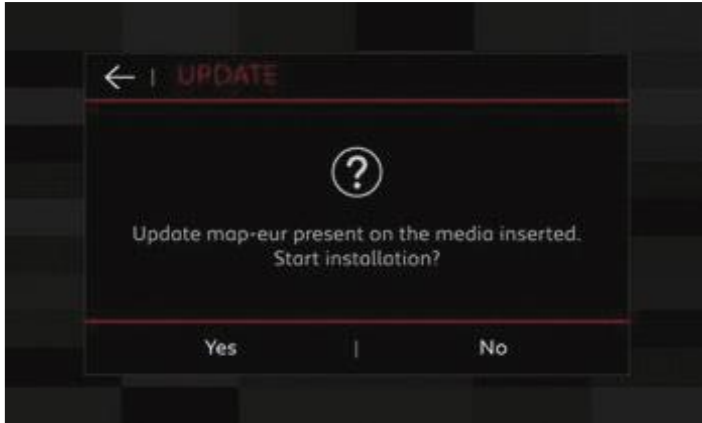 ← | UPDATE
?
Update map-eur present on the media inserted.
Start installation?
Yes | No